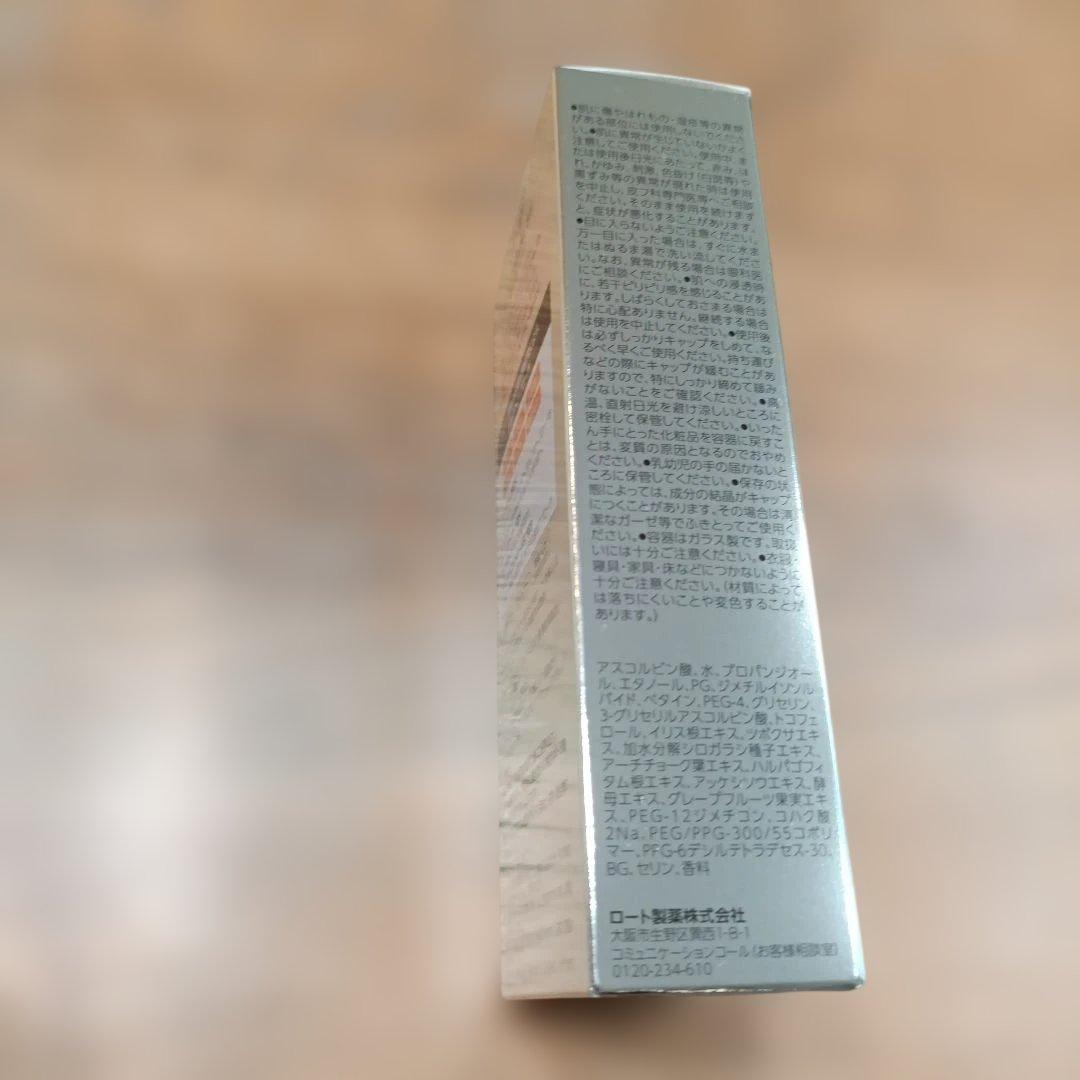 ●肌に傷やはれもの・湿疹等の異常
がある部位には使用しないでくださ
い。●肌に異常が生じていないかよく
注意してご使用ください。使用中、ま
たは使用後日光にあたって、赤み、は
れ、かゆみ、刺激、色抜け(白斑等)や
黒ずみ等の異常が現れた時は使用
を中止し、皮フ科専門医等へご相談
ください。そのまま使用を続けます
と、症状が悪化することがあります。
●目に入らないようご注意ください。
万一目に入った場合は、すぐに水ま
たはぬるま湯で洗い流してくださ
い。なお、異常が残る場合は眼科医
にご相談ください。●肌への浸透時
に、若干ピリピリ感を感じることがあ
ります。しばらくしておさまる場合は
特に心配ありません。継続する場合
は使用を中止してください。●使用後
は必ずしっかりキャップをしめて、な
るべく早くご使用ください。持ち運び
などの際にキャップが緩むことがあ
りますので、特にしっかり締めて緩み
がないことをご確認ください。●高
温、直射日光を避け涼しいところに
密栓して保管してください。●いった
ん手にとった化粧品を容器に戻すこ
とは、変質の原因となるのでおやめ
ください。●乳幼児の手の届かないと
ころに保管してください。●保存の状
態によっては、成分の結晶がキャップ
につくことがあります。その場合は清
潔なガーゼ等でふきとってご使用く
ださい。●容器はガラス製です。取扱
いには十分ご注意ください。●衣服・
寝具・家具・床などにつかないように
十分ご注意ください。(材質によって
は落ちにくいことや変色することが
あります。)
アスコルビン酸、水、プロパンジオー
ル、エタノール、PG、ジメチルイソソル
バイド、ベタイン、PEG-4、グリセリン、
3-グリセリルアスコルビン酸、トコフェ
ロール、イリス根エキス、ツボクサエキ
ス、加水分解シロガラシ種子エキス、
アーチチョーク葉エキス、ハルパゴフィ
タム根エキス、アッケシソウエキス、酵
母エキス、グレープフルーツ果実エキ
ス、PEG-12ジメチコン、コハク酸
2Na、PEG/PPG-300/55コポリ
マー、PPG-6デシルテトラデセス-30、
BG、セリン、香料
ロート製薬株式会社
大阪市生野区巽西1-8-1
コミュニケーションコール(お客様相談室)
0120-234-610